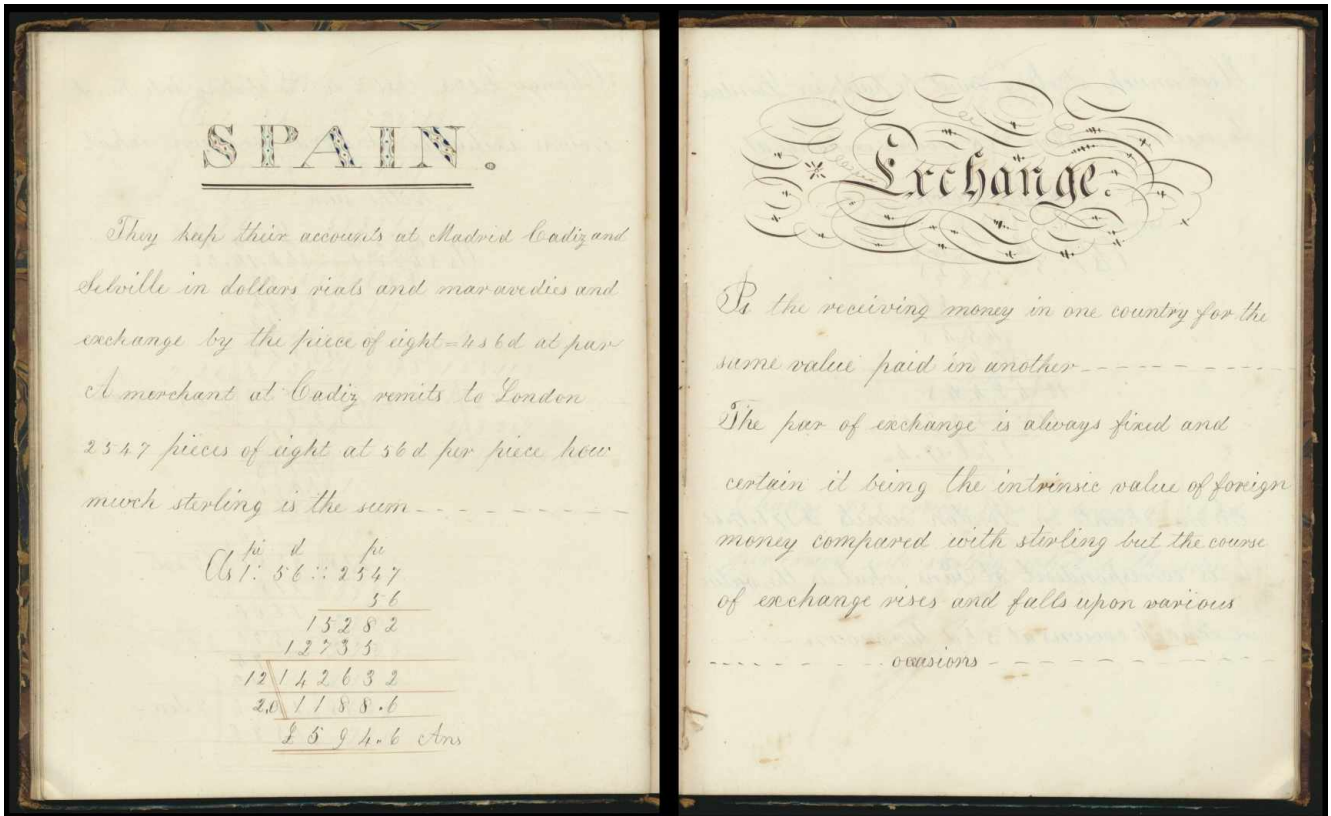 SPAIN.
They keep their accounts at Madrid Cadiz and
Selville in dollars rials and maravedies and
exchange by the piece of eight = 4s 6d at par
A merchant at Cadiz remits to London
2547 pieces of eight at 56d per piece how
much sterling is the sum
pi d pi
As 1 : 56 :: 2547
56
15282
12735
12 142632
2.0 1188.6
£594.6 Ans
Exchange.
Is the receiving money in one country for the
same value paid in another
The par of exchange is always fixed and
certain it being the intrinsic value of foreign
money compared with sterling but the course
of exchange rises and falls upon various
occasions